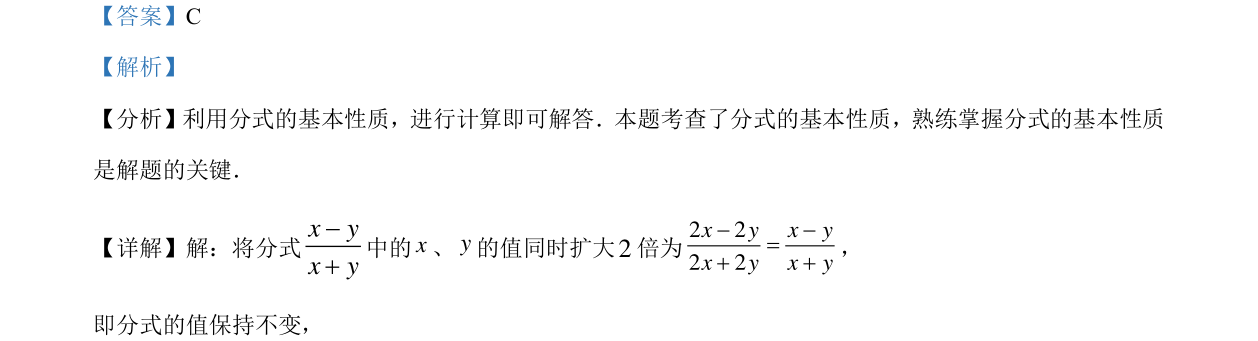 【答案】C
【解析】
【分析】利用分式的基本性质，进行计算即可解答．本题考查了分式的基本性质，熟练掌握分式的基本性质
是解题的关键．
【详解】解：将分式$\frac{x-y}{x+y}$中的 x 、 y 的值同时扩大 2 倍为$\frac{2x-2y}{2x+2y}=\frac{x-y}{x+y}$，
即分式的值保持不变，